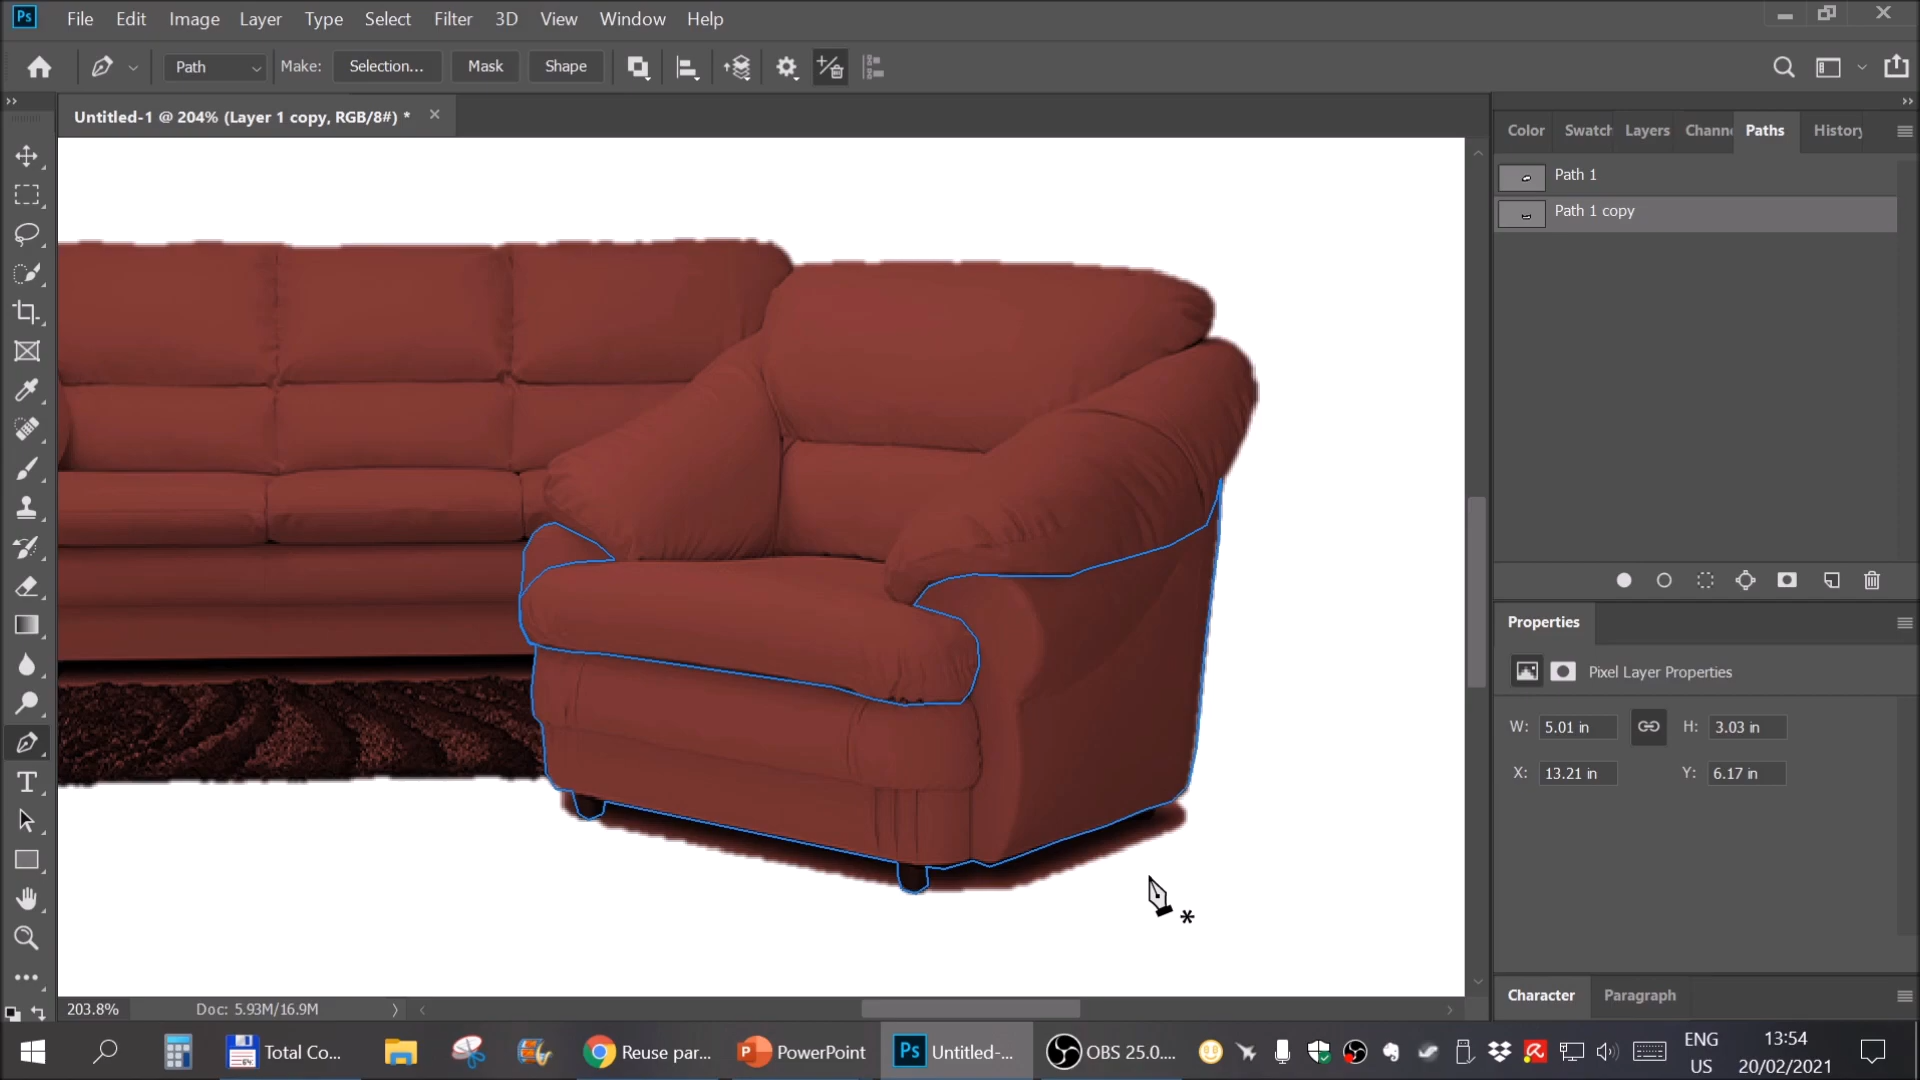 Ps File Edit Image Layer Type Select Filter 3D View Window Help
Path Make: Selection... Mask Shape
Untitled-1 @ 204% (Layer 1 copy, RGB/8#) *
Color Swatch Layers Channe Paths History
Path 1
Path 1 copy
Properties
Pixel Layer Properties
W: 5.01 in H: 3.03 in
X: 13.21 in Y: 6.17 in
Character Paragraph
203.8% Doc: 5.93M/16.9M
Total Co... Reuse par... PowerPoint Ps Untitled-... OBS 25.0....
ENG
US
13:54
20/02/2021